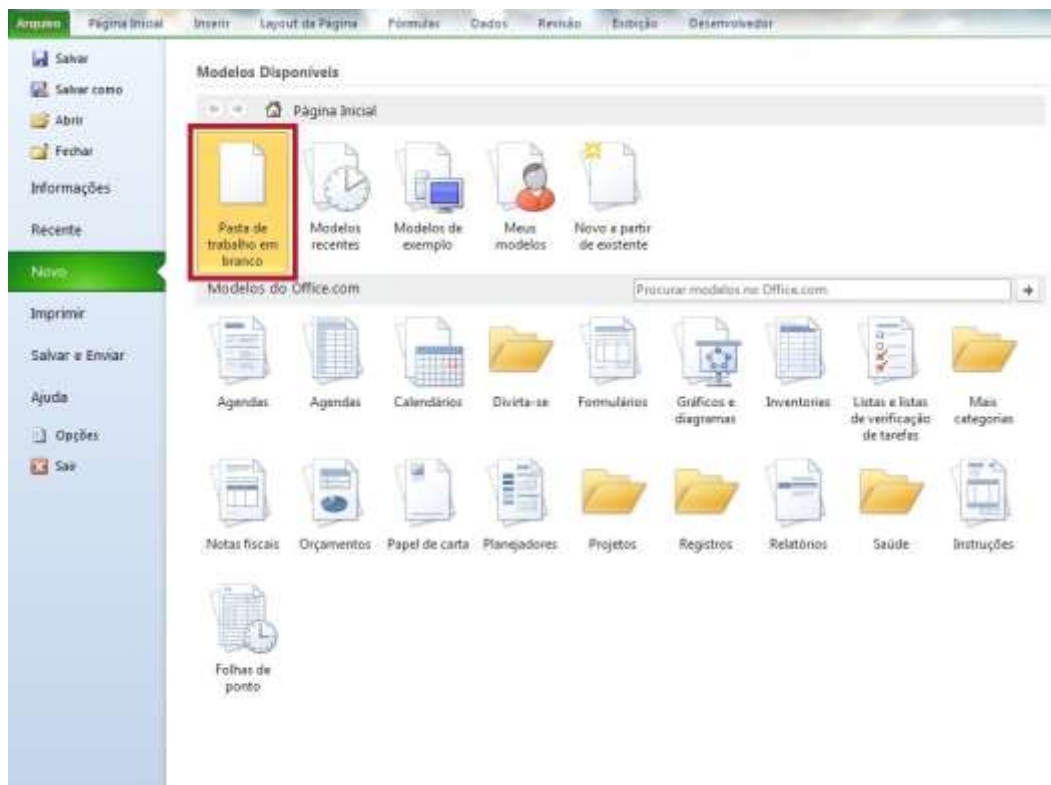 Arquivo Página Inicial Inserir Layout da Página Fórmulas Dados Revisão Exibição Desenvolvedor
Salvar
Salvar como
Abrir
Fechar
Informações
Recente
Novo
Imprimir
Salvar e Enviar
Ajuda
Opções
Sair
Modelos Disponíveis
Página Inicial
Pasta de
trabalho em
branco
Modelos
recentes
Modelos de
exemplo
Meus
modelos
Novo a partir
de existente
Modelos do Office.com
Procurar modelos no Office.com
Agendas Agendas Calendários Divirta-se Formulários
Gráficos e
diagramas
Inventories
Listas e listas
de verificação
de tarefas
Mais
categorias
Notas fiscais Orçamentos Papel de carta Planejadores Projetos Registros Relatórios Saúde Instruções
Folhas de
ponto